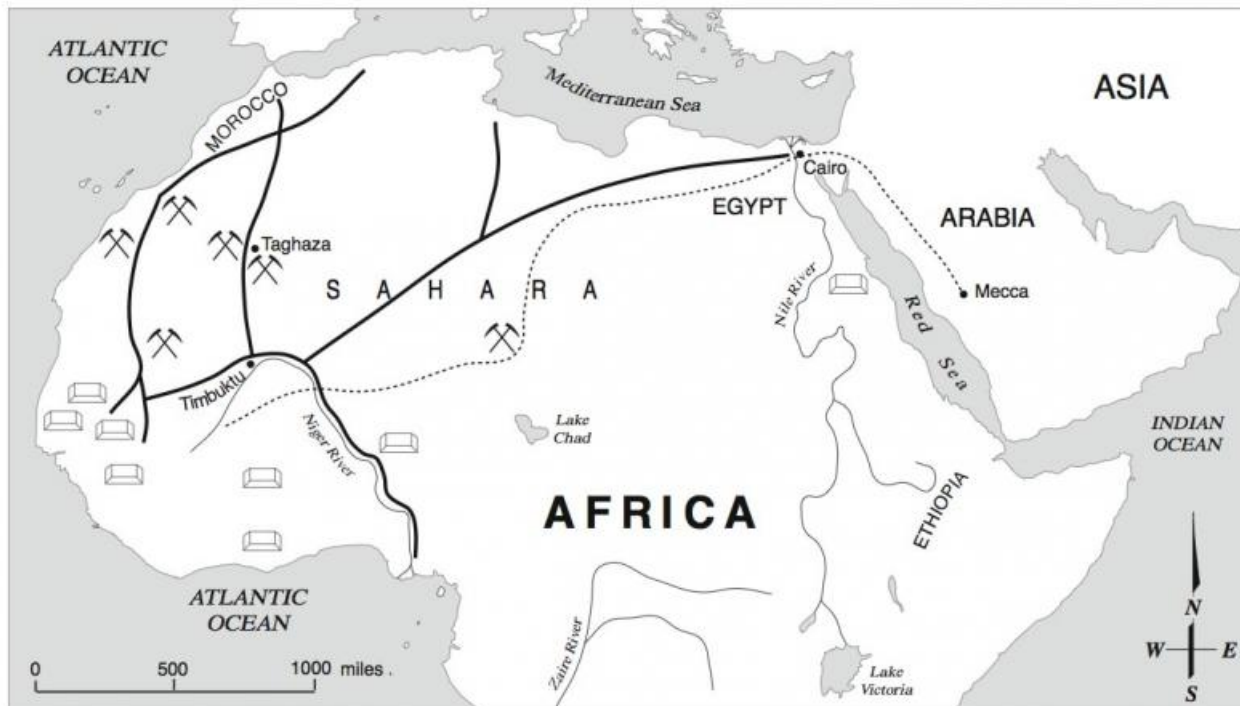 ATLANTIC
OCEAN
MOROCCO
Mediterranean Sea
ASIA
Cairo
EGYPT
ARABIA
Taghaza
SAHARA
Nile River
Mecca
Red Sea
Timbuktu
Niger River
Lake
Chad
INDIAN
OCEAN
AFRICA
ETHIOPIA
ATLANTIC
OCEAN
Zaire River
Lake
Victoria
N
W E
S
0 500 1000 miles .